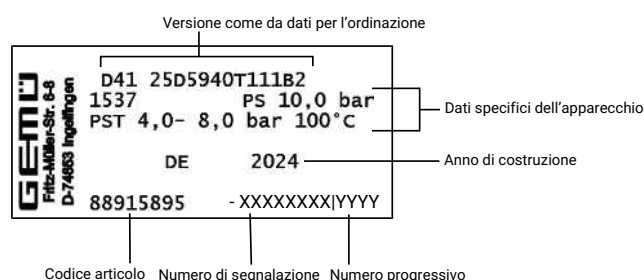 Versione come da dati per l'ordinazione
GEMÜ
Fritz-Müller-Str. 6-8
D-74653 Ingelfingen
D41 25D5940T111B2
1537 PS 10,0 bar
PST 4,0- 8,0 bar 100°C
Dati specifici dell'apparecchio
DE 2024
Anno di costruzione
88915895 -XXXXXXXX|YYYY
Codice articolo Numero di segnalazione Numero progressivo